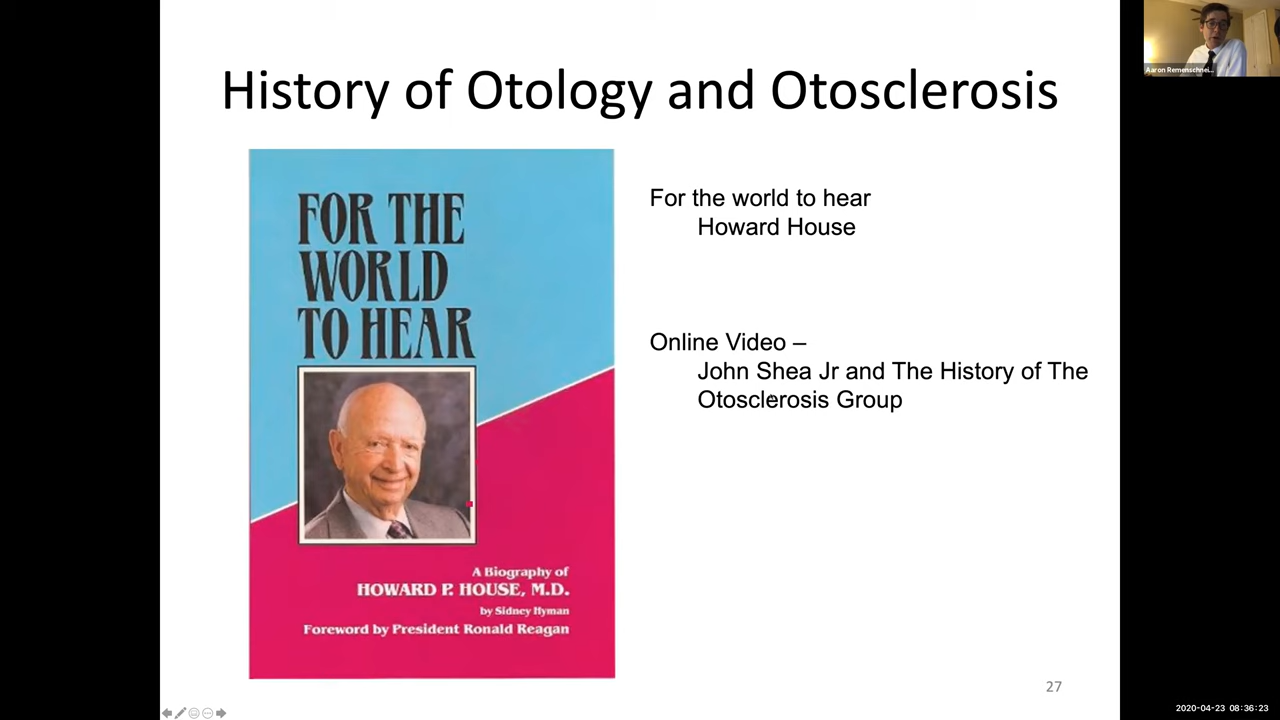 History of Otology and Otosclerosis
FOR THE
WORLD
TO HEAR
A Biography of
HOWARD P. HOUSE, M.D.
by Sidney Hyman
Foreword by President Ronald Reagan
For the world to hear
Howard House
Online Video –
John Shea Jr and The History of The
Otosclerosis Group
27
Aaron Remenschnei...
2020-04-23 08:36:23